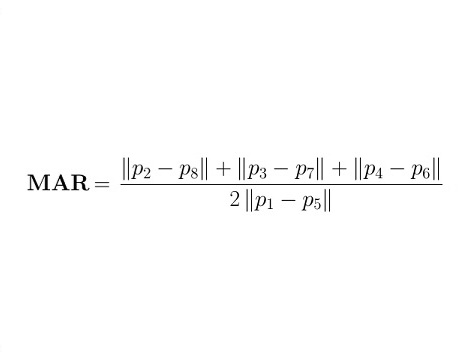 MAR = (‖p₂ − p₈‖ + ‖p₃ − p₇‖ + ‖p₄ − p₆‖) / (2 ‖p₁ − p₅‖)